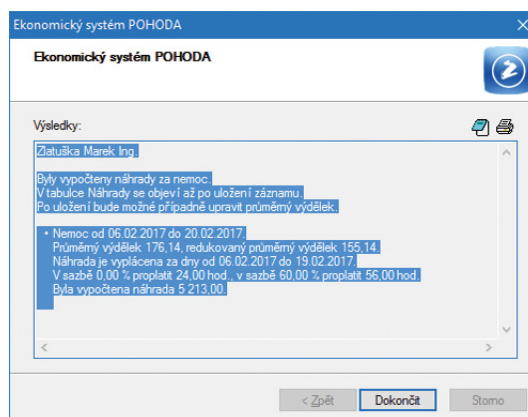 Ekonomický systém POHODA
Ekonomický systém POHODA
Výsledky:
Zlatuška Marek Ing.
Byly vypočteny náhrady za nemoc.
V tabulce Náhrady se objeví až po uložení záznamu.
Po uložení bude možné případně upravit průměrný výdělek.
• Nemoc od 06.02.2017 do 20.02.2017.
Průměrný výdělek 176,14, redukovaný průměrný výdělek 155,14.
Náhrada je vyplácena za dny od 06.02.2017 do 19.02.2017.
V sazbě 0,00 % proplatit 24,00 hod., v sazbě 60,00 % proplatit 56,00 hod.
Byla vypočtena náhrada 5 213,00.
< Zpět Dokončit Storno